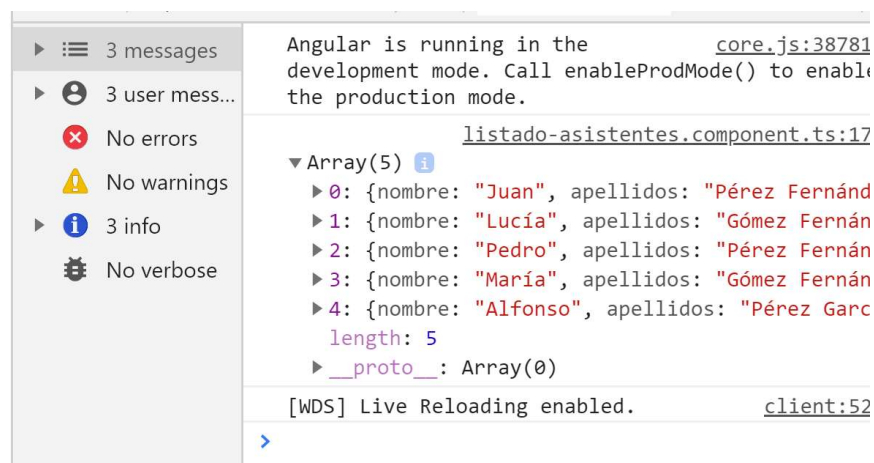 3 messages
3 user mess...
No errors
No warnings
3 info
No verbose
Angular is running in the core.js:38781
development mode. Call enableProdMode() to enable
the production mode.
listado-asistentes.component.ts:17
Array(5) i
0: {nombre: "Juan", apellidos: "Pérez Fernánd
1: {nombre: "Lucía", apellidos: "Gómez Fernán
2: {nombre: "Pedro", apellidos: "Pérez Fernán
3: {nombre: "María", apellidos: "Gómez Fernán
4: {nombre: "Alfonso", apellidos: "Pérez Garc
length: 5
__proto__: Array(0)
[WDS] Live Reloading enabled. client:52
>